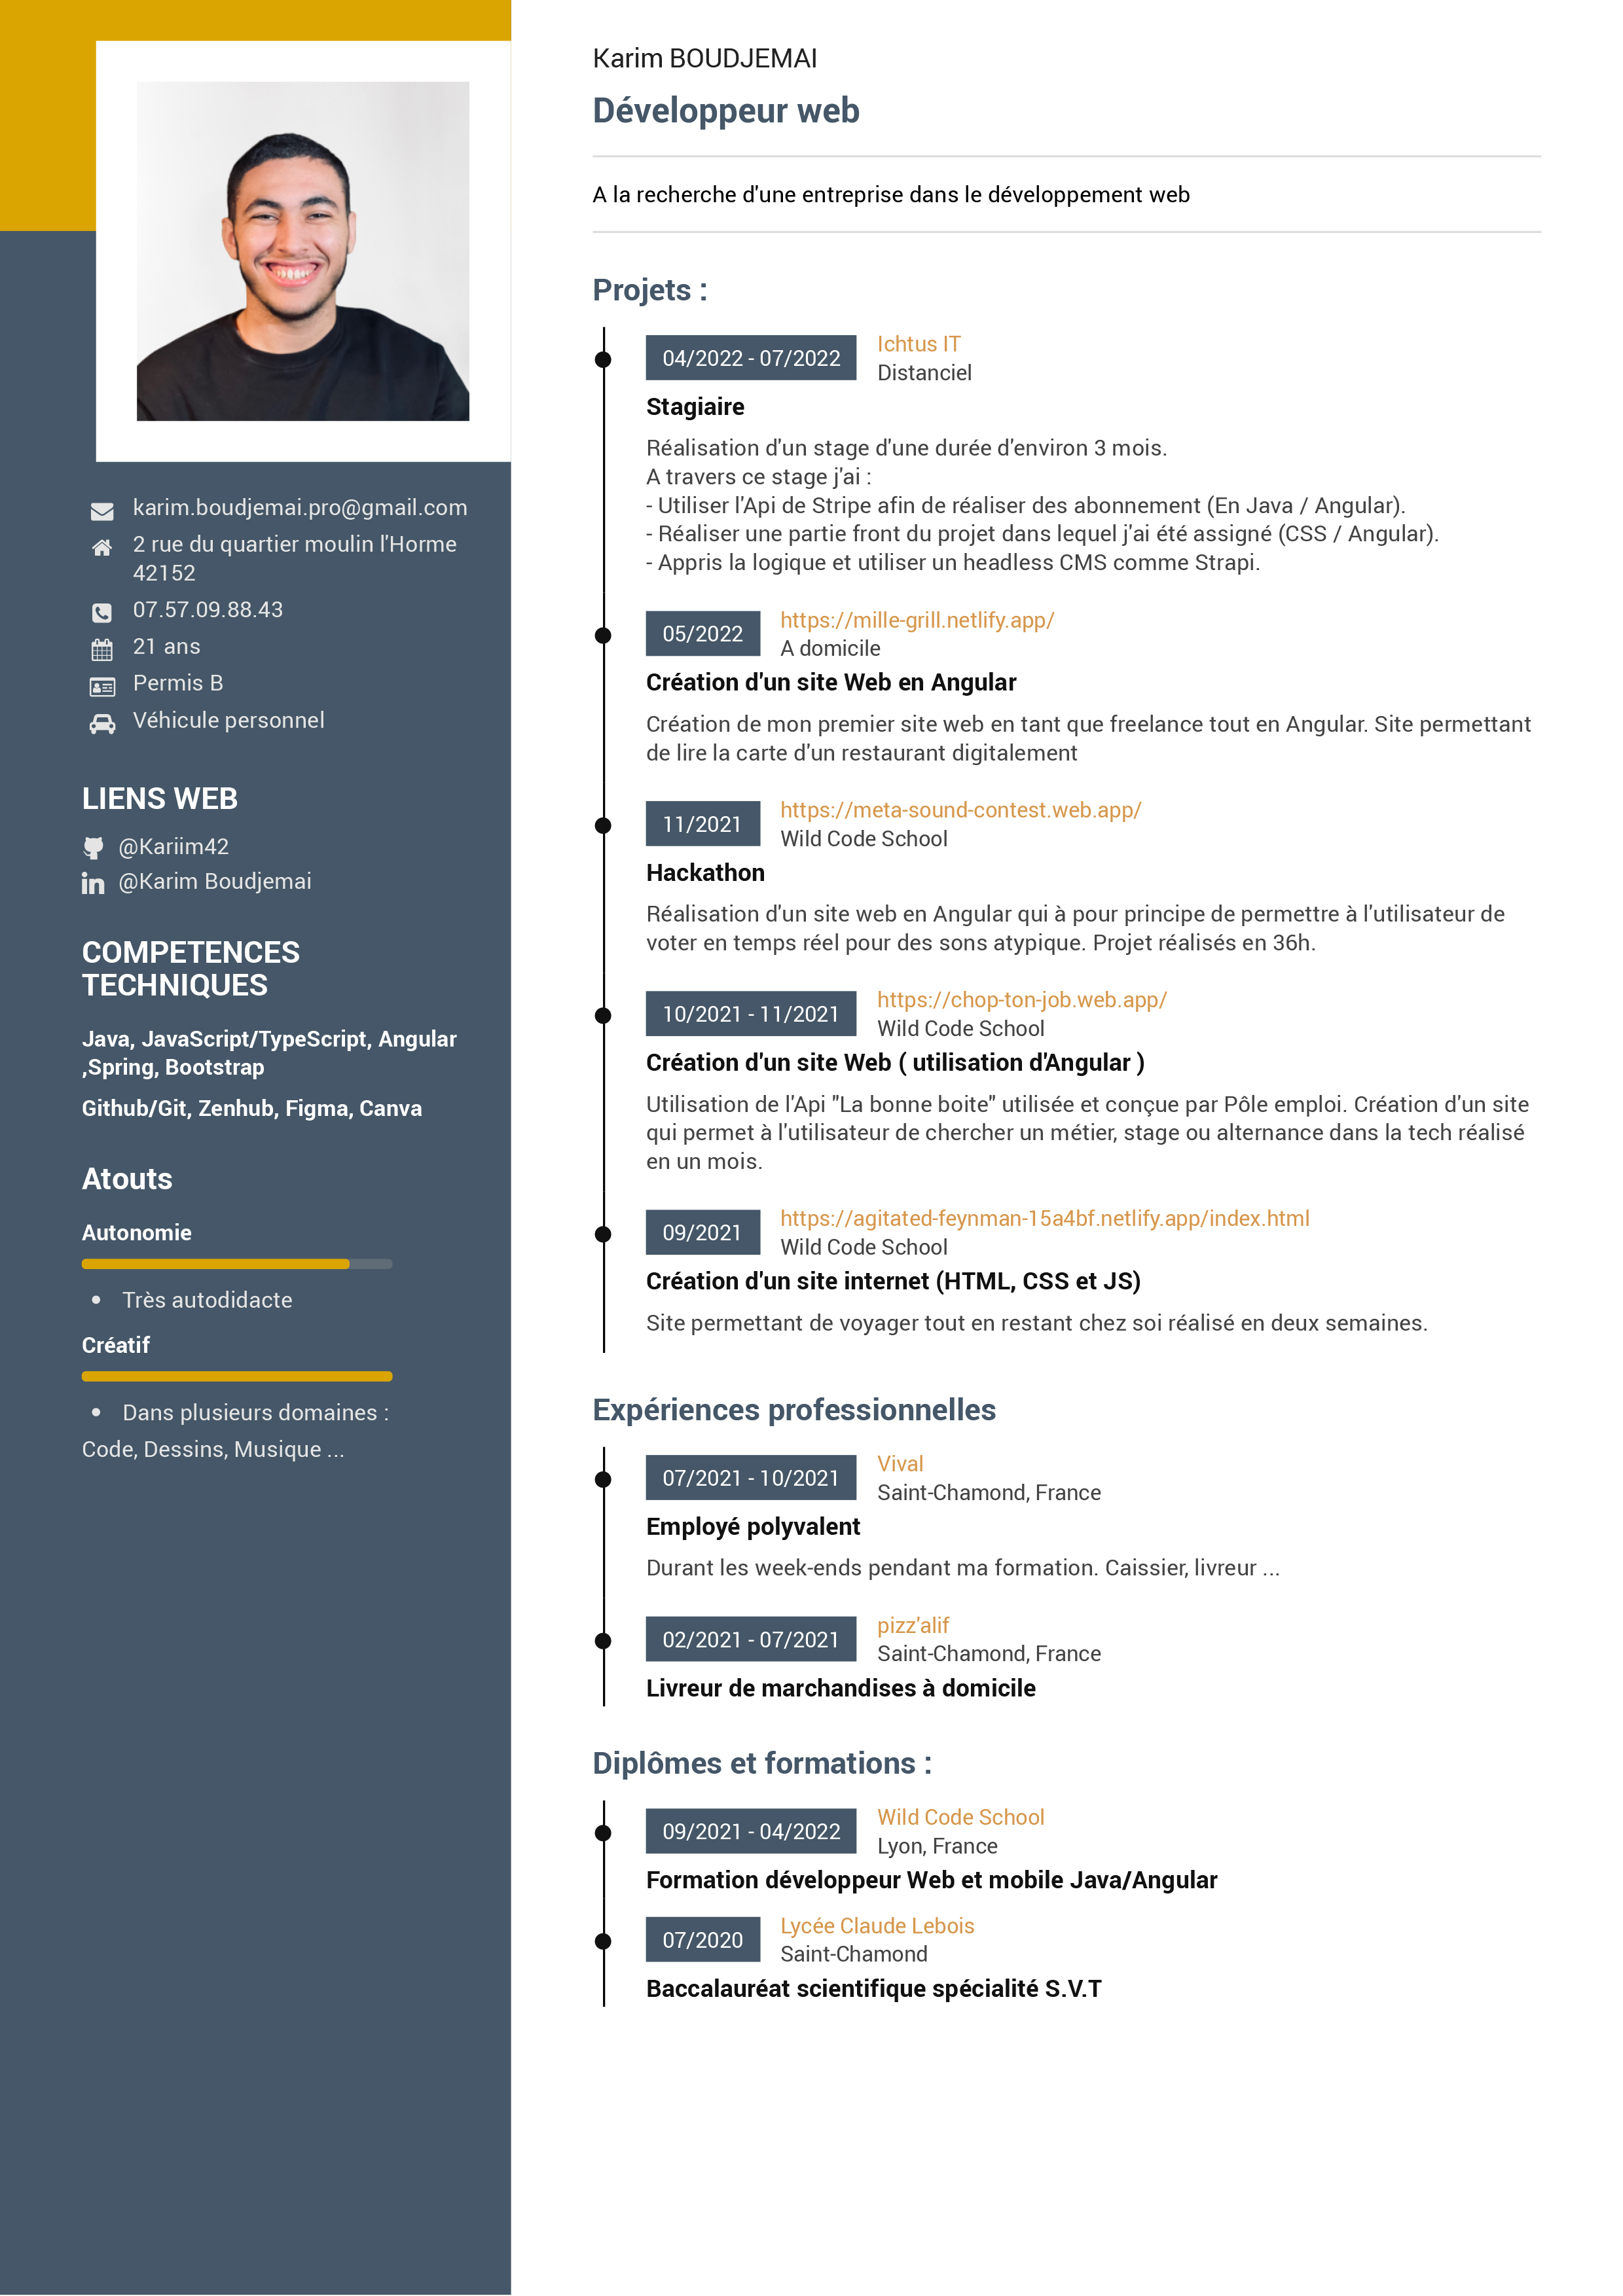 karim.boudjemai.pro@gmail.com
2 rue du quartier moulin l'Horme
42152
07.57.09.88.43
21 ans
Permis B
Véhicule personnel
LIENS WEB
@Kariim42
@Karim Boudjemai
COMPETENCES
TECHNIQUES
Java, JavaScript/TypeScript, Angular
,Spring, Bootstrap
Github/Git, Zenhub, Figma, Canva
Atouts
Autonomie
• Très autodidacte
Créatif
• Dans plusieurs domaines :
Code, Dessins, Musique ...
Karim BOUDJEMAI
Développeur web
A la recherche d'une entreprise dans le développement web
Projets :
04/2022 - 07/2022
Ichtus IT
Distanciel
Stagiaire
Réalisation d'un stage d'une durée d'environ 3 mois.
A travers ce stage j'ai :
- Utiliser l'Api de Stripe afin de réaliser des abonnement (En Java / Angular).
- Réaliser une partie front du projet dans lequel j'ai été assigné (CSS / Angular).
- Appris la logique et utiliser un headless CMS comme Strapi.
05/2022
https://mille-grill.netlify.app/
A domicile
Création d'un site Web en Angular
Création de mon premier site web en tant que freelance tout en Angular. Site permettant
de lire la carte d'un restaurant digitalement
11/2021
https://meta-sound-contest.web.app/
Wild Code School
Hackathon
Réalisation d'un site web en Angular qui à pour principe de permettre à l'utilisateur de
voter en temps réel pour des sons atypique. Projet réalisés en 36h.
10/2021 - 11/2021
https://chop-ton-job.web.app/
Wild Code School
Création d'un site Web ( utilisation d'Angular )
Utilisation de l'Api "La bonne boite" utilisée et conçue par Pôle emploi. Création d'un site
qui permet à l'utilisateur de chercher un métier, stage ou alternance dans la tech réalisé
en un mois.
09/2021
https://agitated-feynman-15a4bf.netlify.app/index.html
Wild Code School
Création d'un site internet (HTML, CSS et JS)
Site permettant de voyager tout en restant chez soi réalisé en deux semaines.
Expériences professionnelles
07/2021 - 10/2021
Vival
Saint-Chamond, France
Employé polyvalent
Durant les week-ends pendant ma formation. Caissier, livreur ...
02/2021 - 07/2021
pizz'alif
Saint-Chamond, France
Livreur de marchandises à domicile
Diplômes et formations :
09/2021 - 04/2022
Wild Code School
Lyon, France
Formation développeur Web et mobile Java/Angular
07/2020
Lycée Claude Lebois
Saint-Chamond
Baccalauréat scientifique spécialité S.V.T